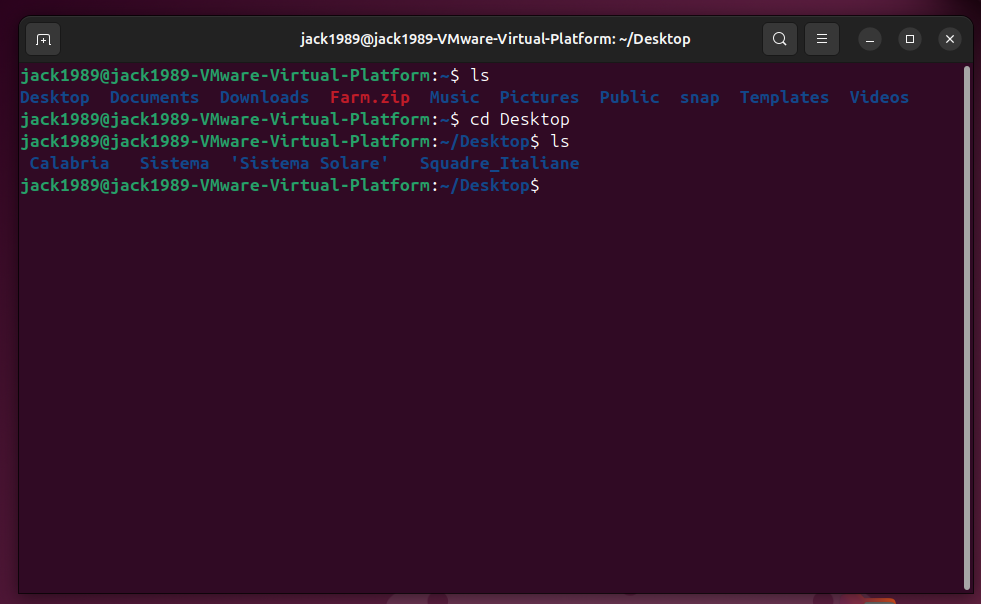 jack1989@jack1989-VMware-Virtual-Platform: ~/Desktop
jack1989@jack1989-VMware-Virtual-Platform:~$ ls
Desktop  Documents  Downloads  Farm.zip  Music  Pictures  Public  snap  Templates  Videos
jack1989@jack1989-VMware-Virtual-Platform:~$ cd Desktop
jack1989@jack1989-VMware-Virtual-Platform:~/Desktop$ ls
 Calabria   Sistema  'Sistema Solare'   Squadre_Italiane
jack1989@jack1989-VMware-Virtual-Platform:~/Desktop$